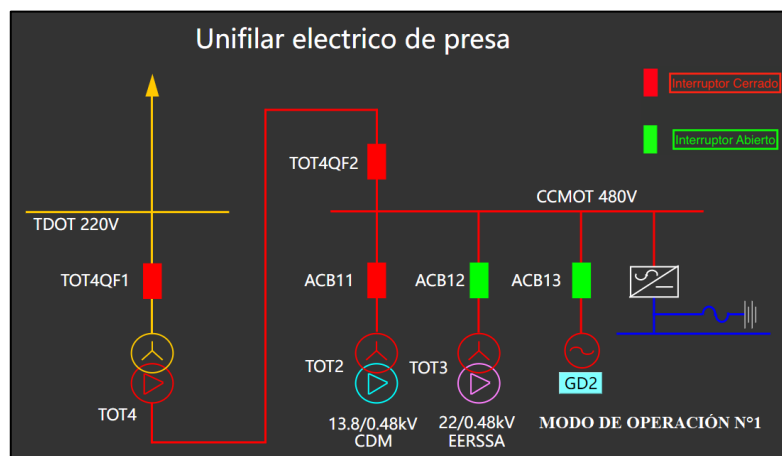 Unifilar electrico de presa
Interruptor Cerrado
Interruptor Abierto
TOT4QF2
CCMOT 480V
TDOT 220V
TOT4QF1
ACB11
ACB12
ACB13
TOT2
TOT3
TOT4
GD2
13.8/0.48kV
CDM
22/0.48kV
EERSSA
MODO DE OPERACIÓN N°1